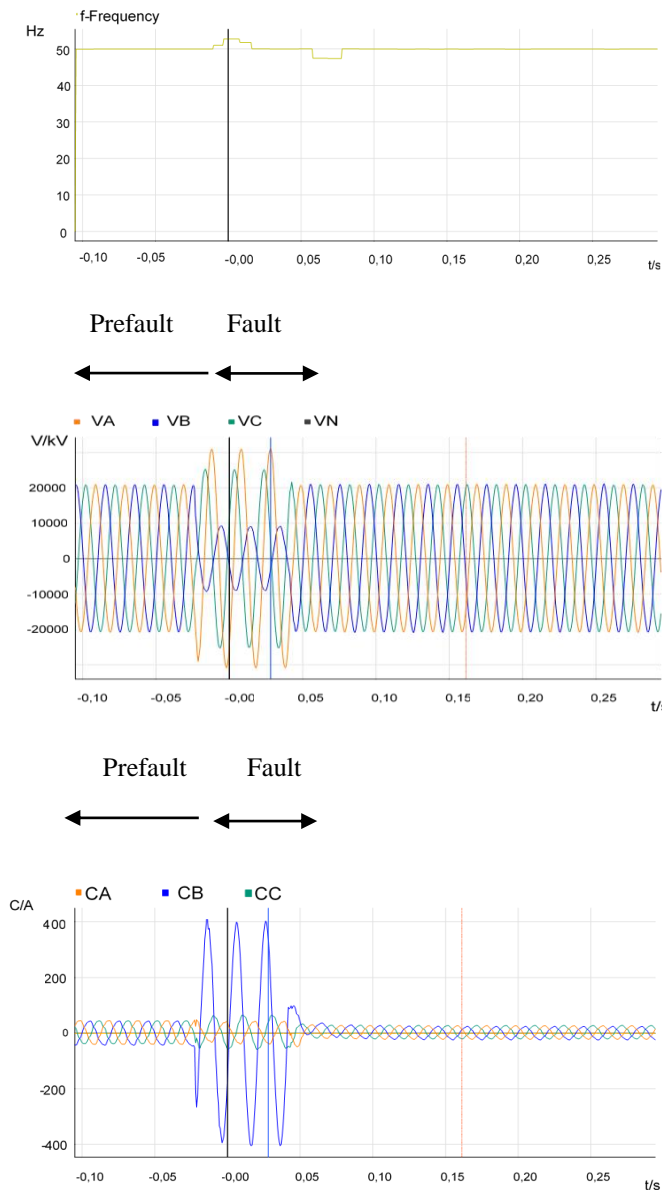 f-Frequency
Hz
50
50
40
30
20
10
0
-0,10 -0,05 -0,00 0,05 0,10 0,15 0,20 0,25
t/s
Prefault Fault
VA VB VC VN
V/kV
20000
10000
0
-10000
-20000
-0,10 -0,05 -0,00 0,05 0,10 0,15 0,20 0,25
t/s
Prefault Fault
CA CB CC
C/A
400
200
0
-200
-400
-0,10 -0,05 -0,00 0,05 0,10 0,15 0,20 0,25
t/s